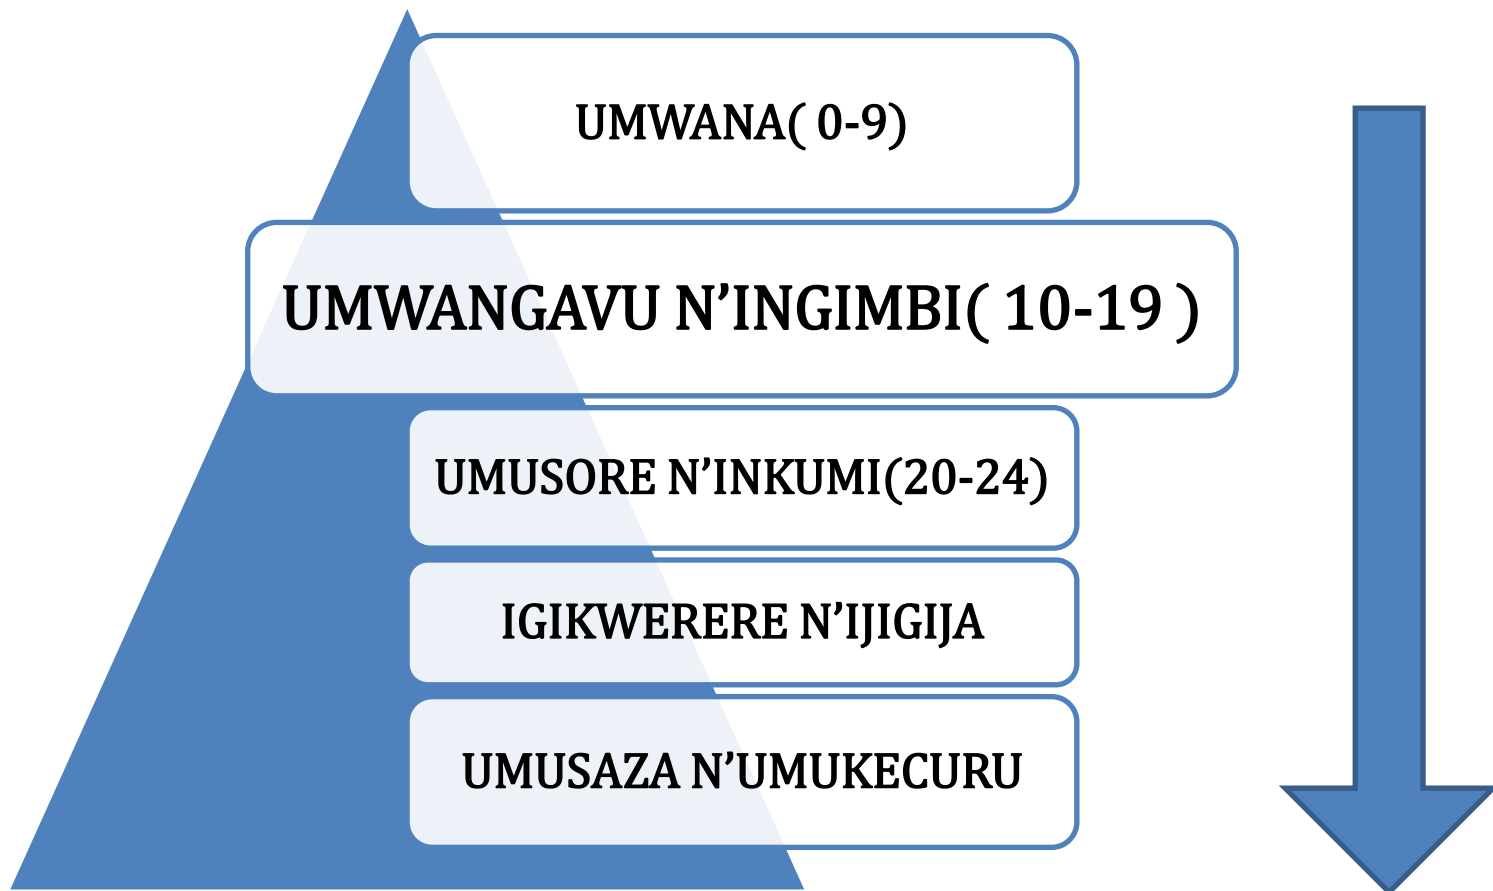 UMWANA( 0-9)
UMWANGAVU N’INGIMBI( 10-19 )
UMUSORE N’INKUMI(20-24)
IGIKWERERE N’IJIGIJA
UMUSAZA N’UMUKECURU